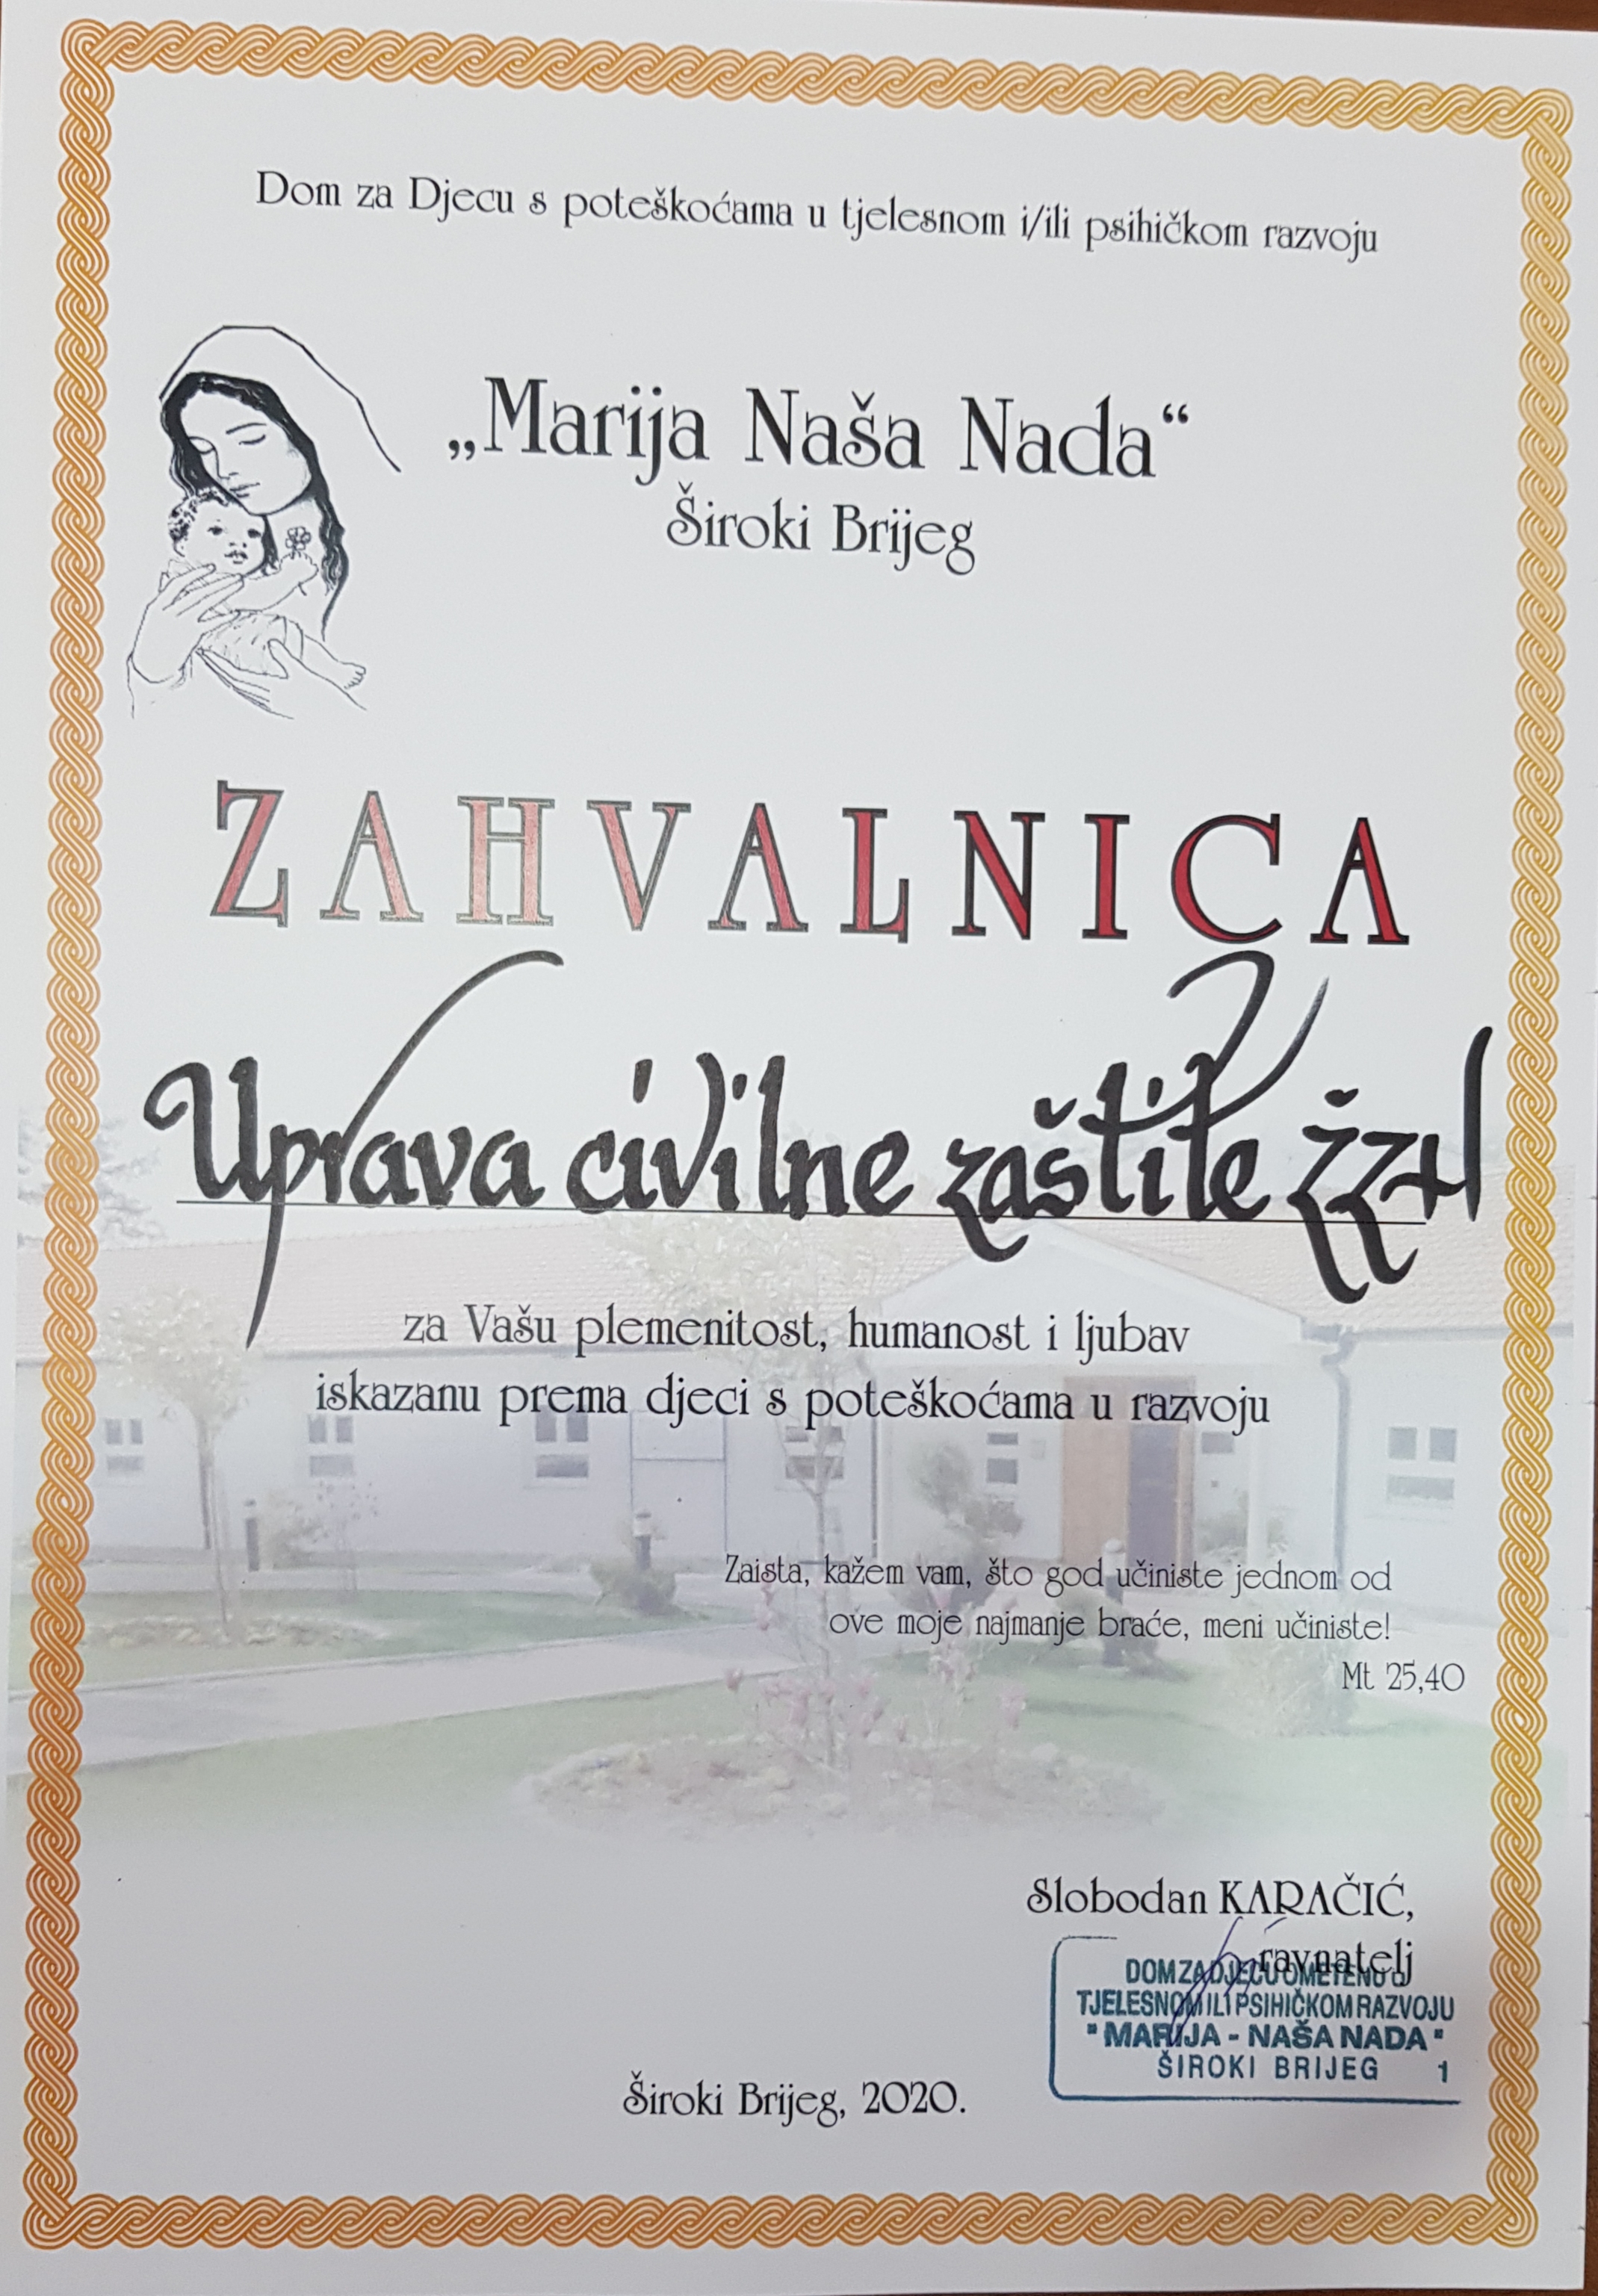 Dom za Djecu s poteškoćama u tjelesnom i/ili psihičkom razvoju
„Marija Naša Nada“
Široki Brijeg
ZAHVALNICA
Uprava civilne zaštite ŽZH
za Vašu plemenitost, humanost i ljubav
iskazanu prema djeci s poteškoćama u razvoju
Zaista, kažem vam, što god učiniste jednom od
ove moje najmanje braće, meni učiniste!
Mt 25,40
Slobodan KARAČIĆ,
ravnatelj
DOM ZA DJECU OMETENU U
TJELESNOM ILI PSIHIČKOM RAZVOJU
"MARIJA - NAŠA NADA"
ŠIROKI BRIJEG 1
Široki Brijeg, 2020.